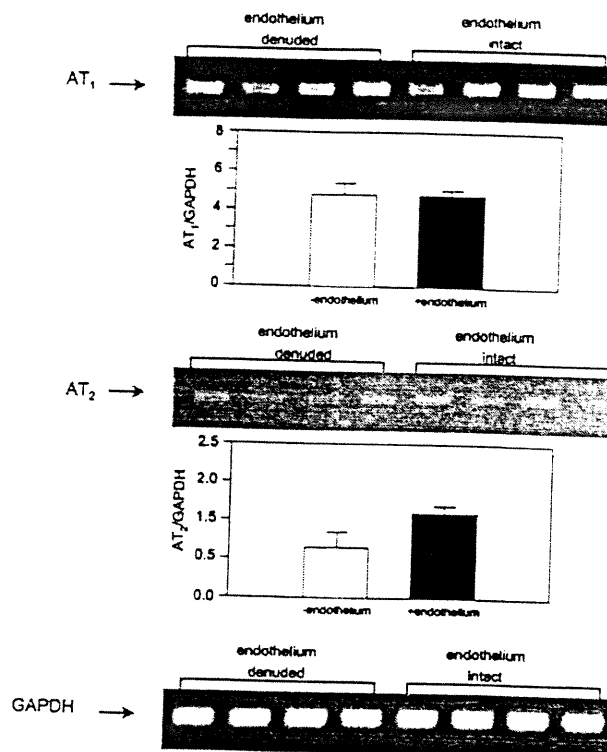 endothelium endothelium
denuded intact
AT₁
8
6
4
2
0
AT₁/GAPDH
-endothelium +endothelium
endothelium endothelium
denuded intact
AT₂
2.5
2.0
1.5
0.5
0.0
AT₂/GAPDH
-endothelium +endothelium
endothelium endothelium
denuded intact
GAPDH